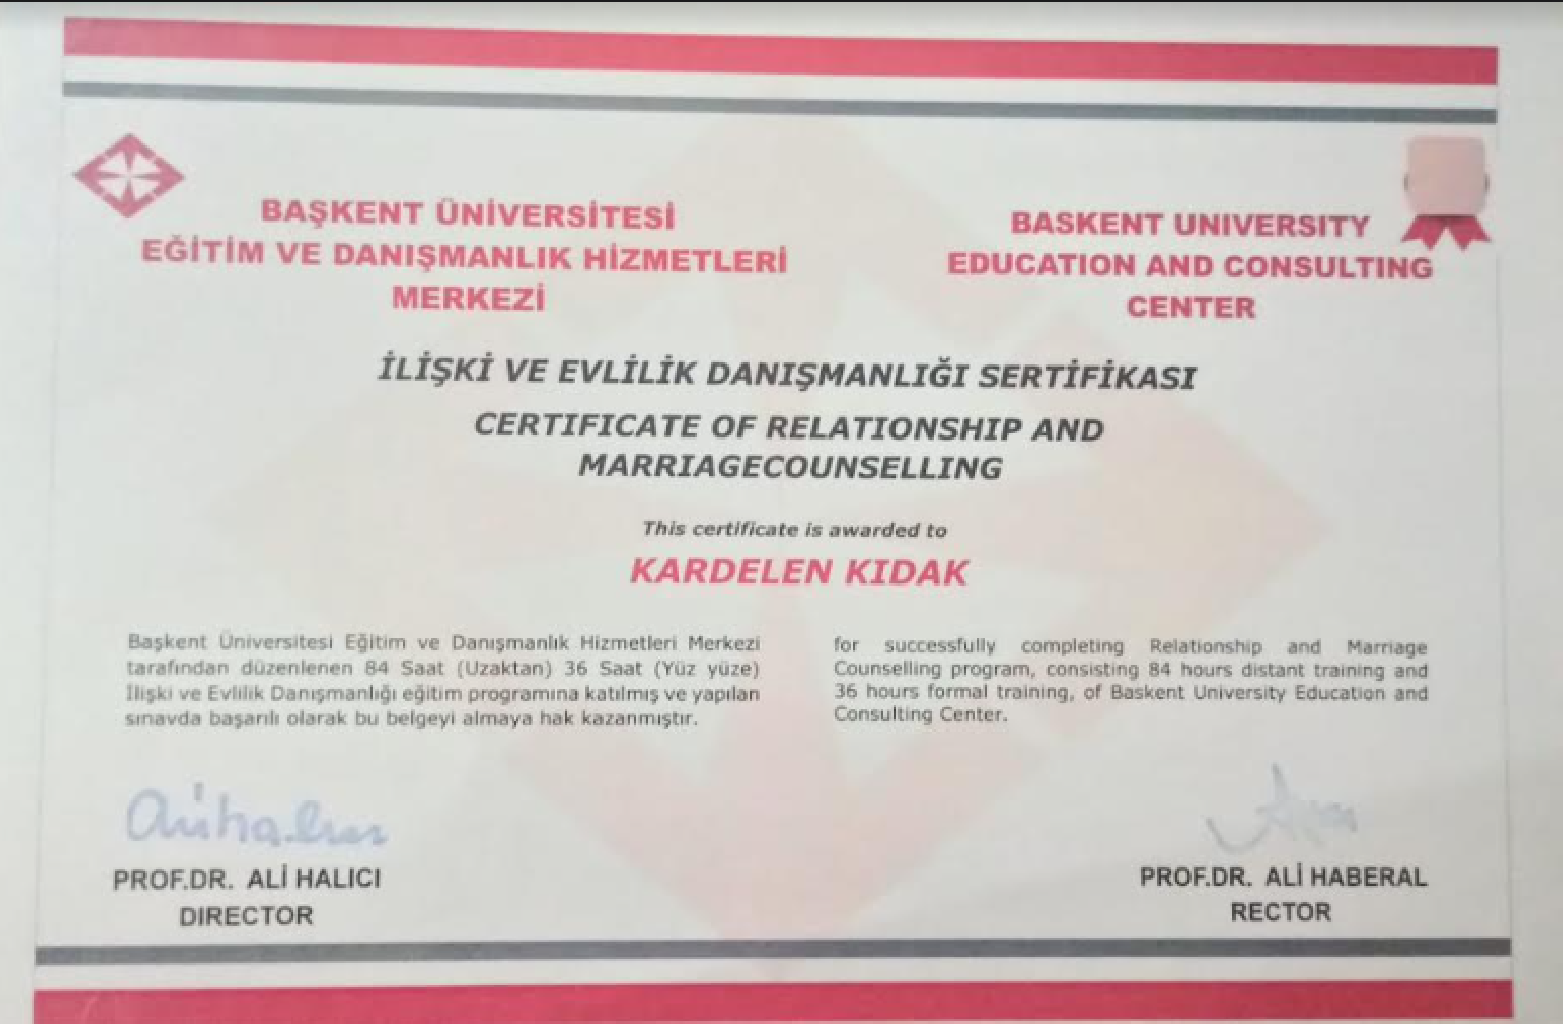 BAŞKENT ÜNİVERSİTESİ
EĞİTİM VE DANIŞMANLIK HİZMETLERİ
MERKEZİ
BASKENT UNIVERSITY
EDUCATION AND CONSULTING
CENTER
İLİŞKİ VE EVLİLİK DANIŞMANLIĞI SERTİFİKASI
CERTIFICATE OF RELATIONSHIP AND
MARRIAGECOUNSELLING
This certificate is awarded to
KARDELEN KIDAK
Başkent Üniversitesi Eğitim ve Danışmanlık Hizmetleri Merkezi
tarafından düzenlenen 84 Saat (Uzaktan) 36 Saat (Yüz yüze)
İlişki ve Evlilik Danışmanlığı eğitim programına katılmış ve yapılan
sınavda başarılı olarak bu belgeyi almaya hak kazanmıştır.
for successfully completing Relationship and Marriage
Counselling program, consisting 84 hours distant training and
36 hours formal training, of Baskent University Education and
Consulting Center.
PROF.DR. ALİ HALICI
DIRECTOR
PROF.DR. ALİ HABERAL
RECTOR